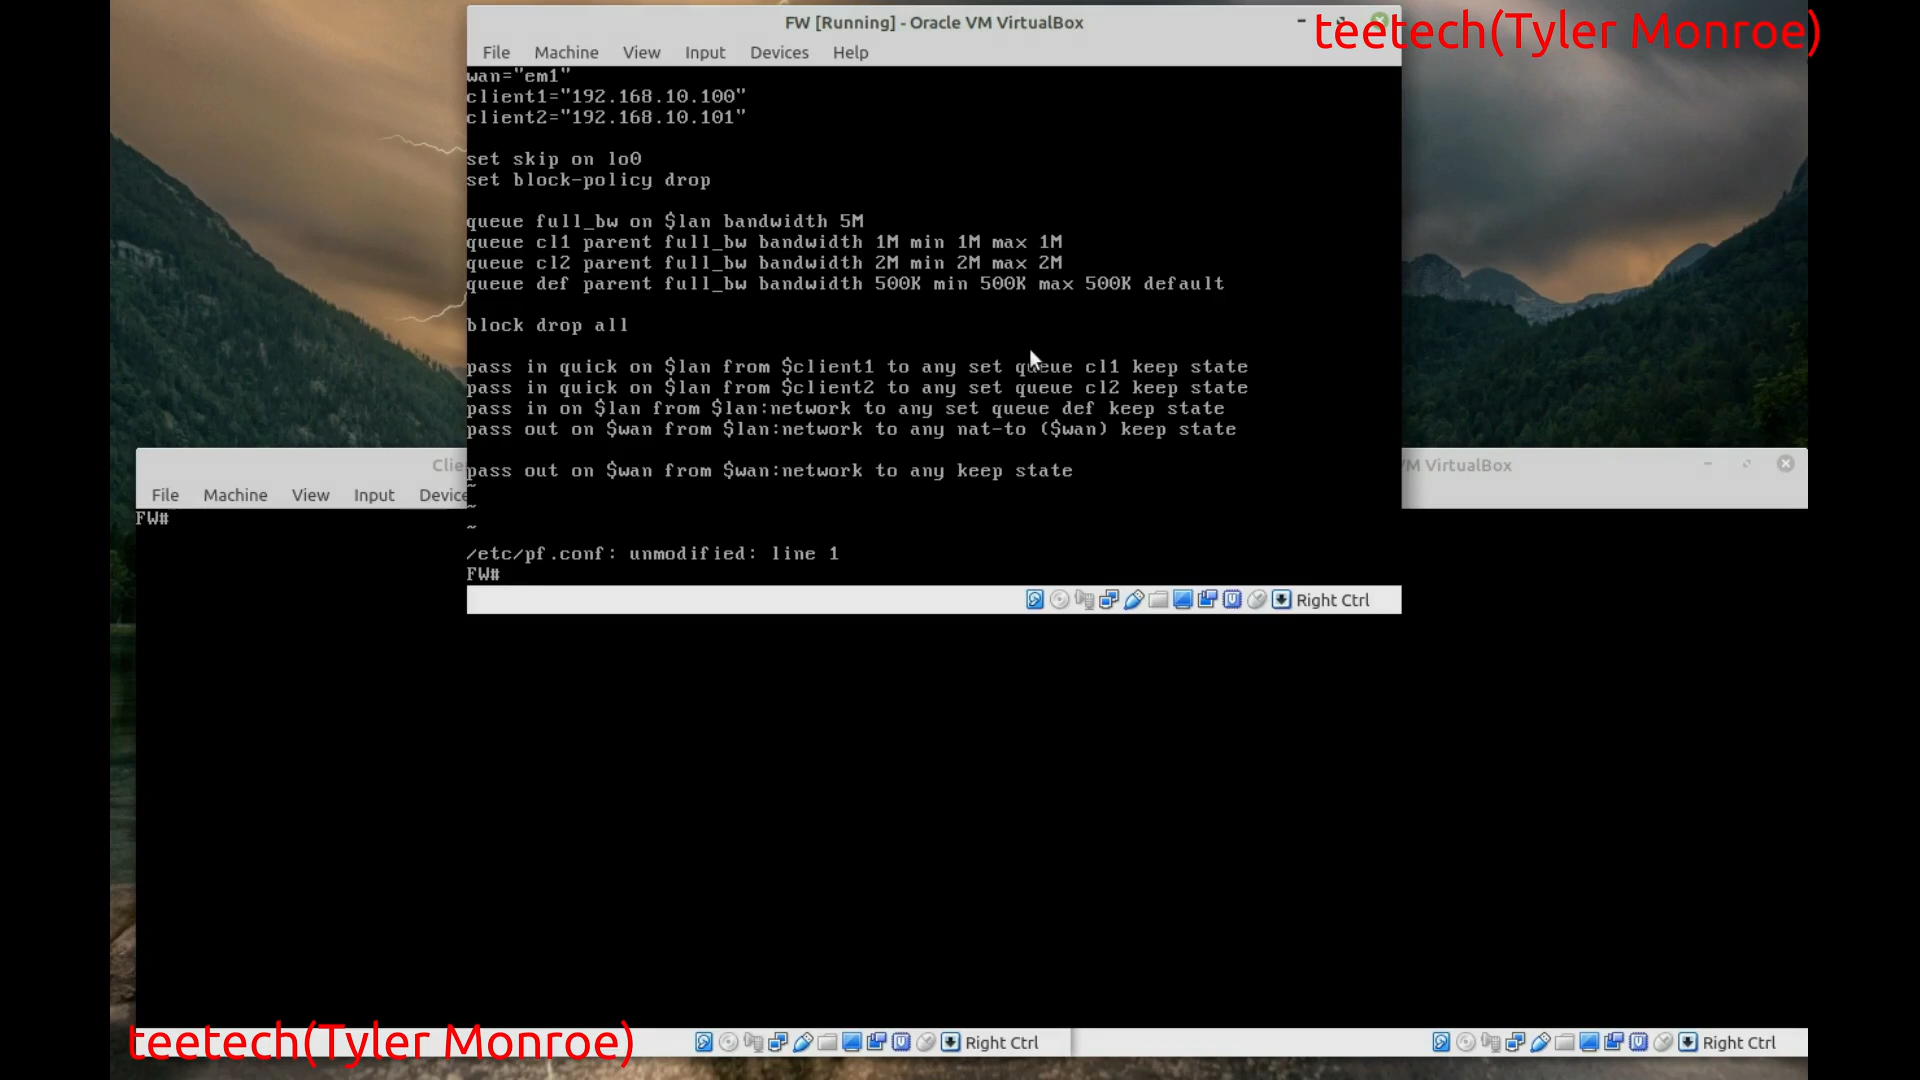 FW [Running] - Oracle VM VirtualBox
teetech(Tyler Monroe)
File Machine View Input Devices Help
wan="em1"
client1="192.168.10.100"
client2="192.168.10.101"
set skip on lo0
set block-policy drop
queue full_bw on $lan bandwidth 5M
queue cl1 parent full_bw bandwidth 1M min 1M max 1M
queue cl2 parent full_bw bandwidth 2M min 2M max 2M
queue def parent full_bw bandwidth 500K min 500K max 500K default
block drop all
pass in quick on $lan from $client1 to any set queue cl1 keep state
pass in quick on $lan from $client2 to any set queue cl2 keep state
pass in on $lan from $lan:network to any set queue def keep state
pass out on $wan from $lan:network to any nat-to ($wan) keep state
pass out on $wan from $wan:network to any keep state
~
~
~
/etc/pf.conf: unmodified: line 1
FW#
Right Ctrl
Clie
VM VirtualBox
File Machine View Input Device
FW#
teetech(Tyler Monroe)
Right Ctrl
Right Ctrl